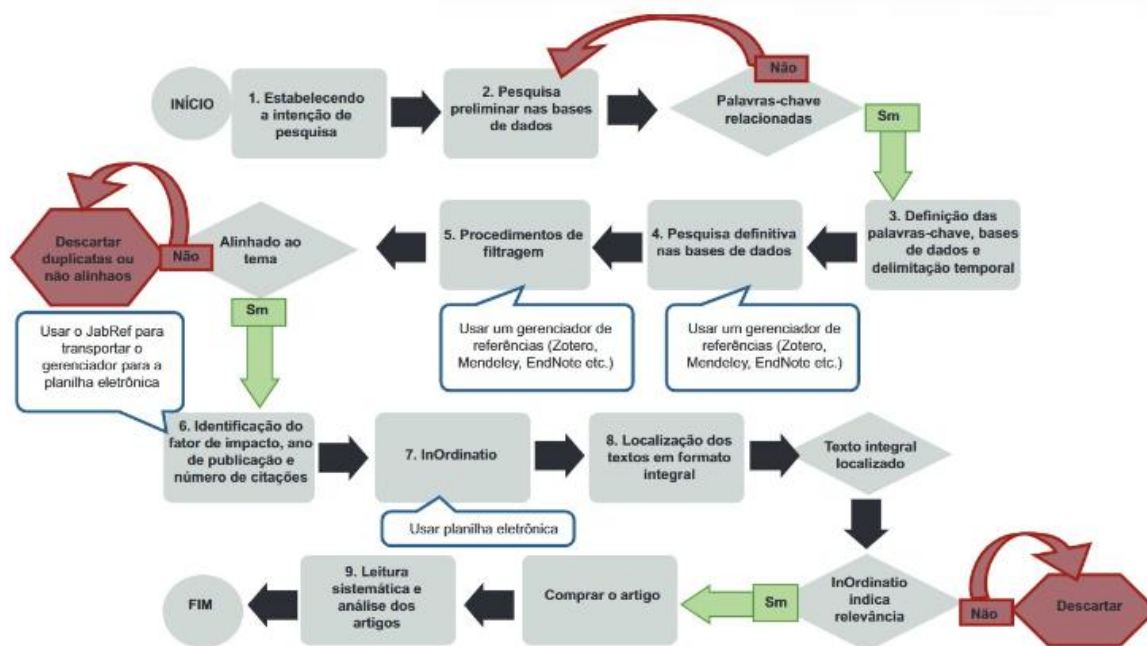 INÍCIO
1. Estabelecendo
a intenção de
pesquisa
2. Pesquisa
preliminar nas bases
de dados
Não
Palavras-chave
relacionadas
Sm
3. Definição das
palavras-chave, bases
de dados e
delimitação temporal
4. Pesquisa definitiva
nas bases de dados
Usar um gerenciador de
referências (Zotero,
Mendeley, EndNote etc.)
5. Procedimentos de
filtragem
Usar um gerenciador de
referências (Zotero,
Mendeley, EndNote etc.)
Alinhado ao
tema
Não
Descartar
duplicatas ou
não alinhaos
Sm
Usar o JabRef para
transportar o
gerenciador para a
planilha eletrônica
6. Identificação do
fator de impacto, ano
de publicação e
número de citações
7. InOrdinatio
Usar planilha eletrônica
8. Localização dos
textos em formato
integral
Texto integral
localizado
InOrdinatio
indica
relevância
Não
Descartar
Sm
Comprar o artigo
9. Leitura
sistemática e
análise dos
artigos
FIM